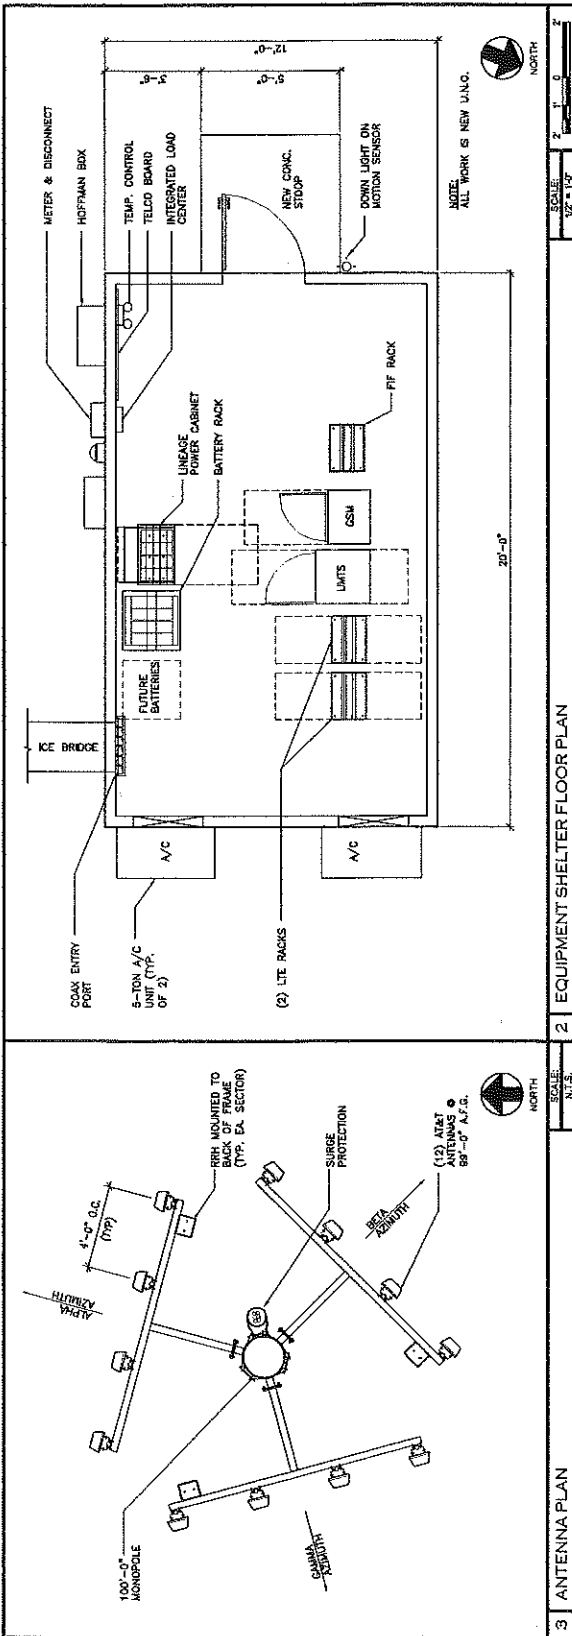 100'-0"
MONOPOLE
ALPHA
AZIMUTH
4'-0" O.C.
(TYP)
RRH MOUNTED TO
BACK OF FRAME
(TYP. EA. SECTOR)
SURGE
PROTECTION
GAMMA
AZIMUTH
BETA
AZIMUTH
(12) AT&T
ANTENNAS @
99'-0" A.F.G.
NORTH
3 ANTENNA PLAN
SCALE:
N.T.S.
COAX ENTRY
PORT
5-TON A/C
UNIT (TYP.
OF 2)
(2) LTE RACKS
ICE BRIDGE
A/C
A/C
FUTURE
BATTERIES
LINEAGE
POWER CABINET
BATTERY RACK
UMTS
GSM
FIF RACK
METER & DISCONNECT
HOFFMAN BOX
TEMP. CONTROL
TELCO BOARD
INTEGRATED LOAD
CENTER
NEW CONC.
STOOP
DOWN LIGHT ON
MOTION SENSOR
12'-0"
3'-6"
5'-0"
20'-0"
NOTE:
ALL WORK IS NEW U.N.O.
NORTH
2 EQUIPMENT SHELTER FLOOR PLAN
SCALE:
1/2" = 1'-0"
2' 1' 0 2'